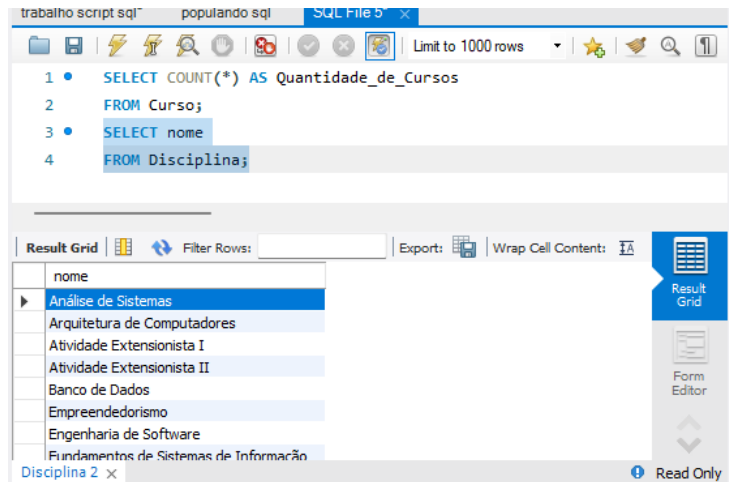 trabalho script sql*
populando sql
SQL File 5*
Limit to 1000 rows
1 SELECT COUNT(*) AS Quantidade_de_Cursos
2 FROM Curso;
3 SELECT nome
4 FROM Disciplina;
Result Grid Filter Rows: Export: Wrap Cell Content: IA
nome
Análise de Sistemas
Arquitetura de Computadores
Atividade Extensionista I
Atividade Extensionista II
Banco de Dados
Empreendedorismo
Engenharia de Software
Fundamentos de Sistemas de Informação
Result
Grid
Form
Editor
Disciplina 2
Read Only